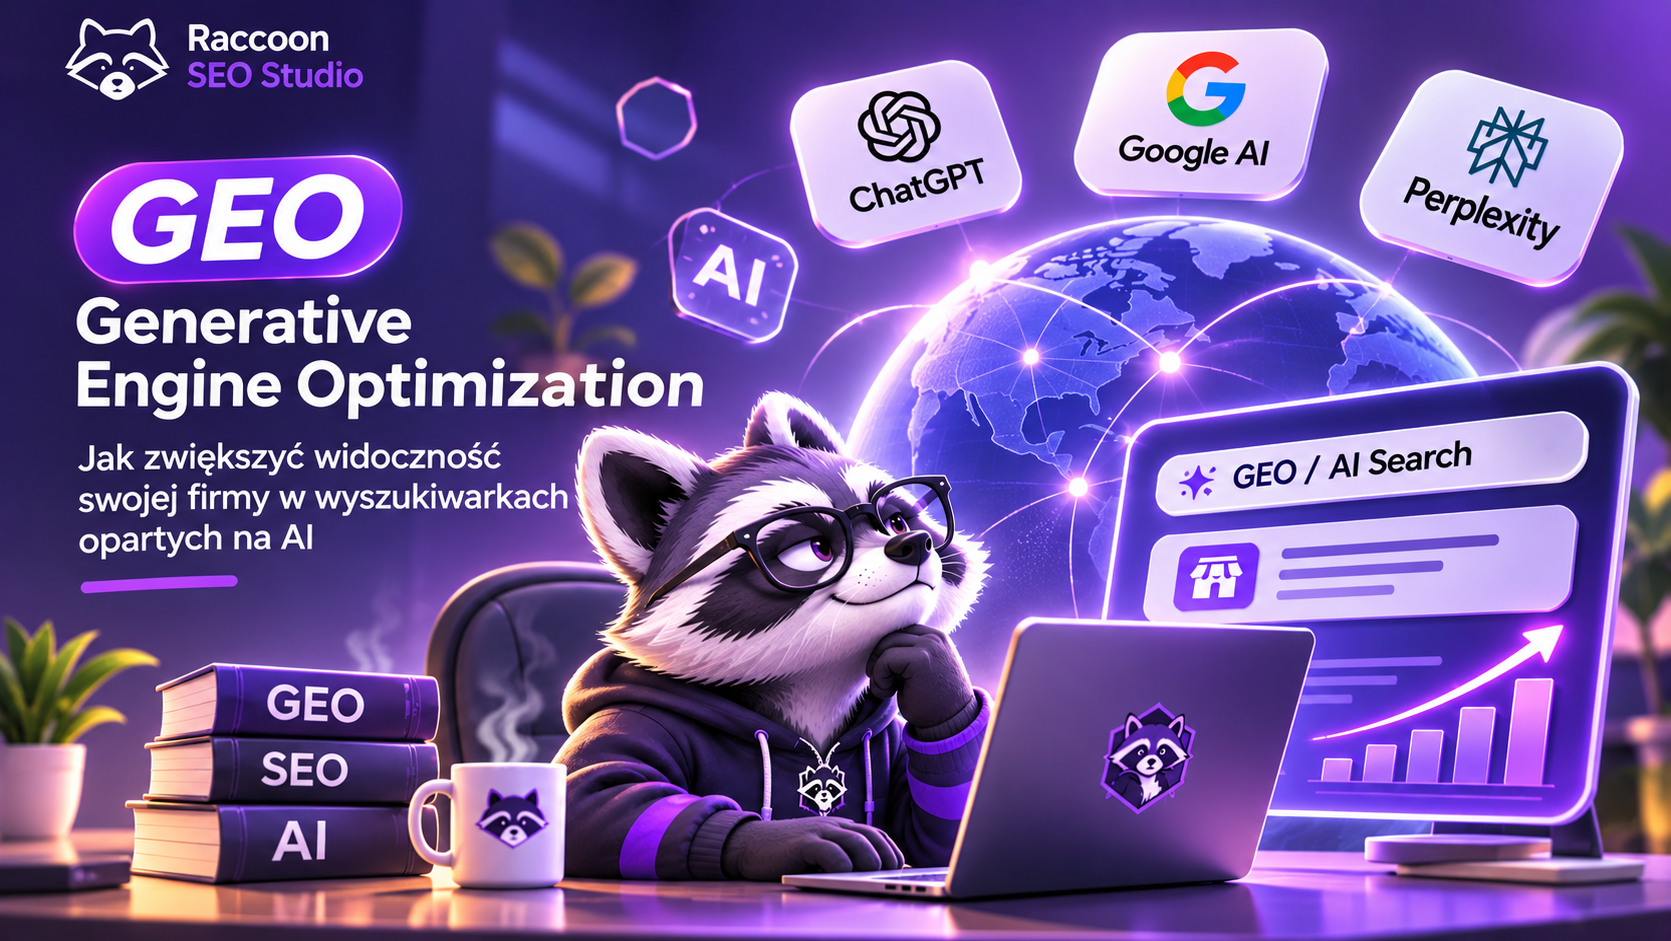 Raccoon
SEO Studio
GEO
Generative
Engine Optimization
Jak zwiększyć widoczność
swojej firmy w wyszukiwarkach
opartych na AI
AI
ChatGPT
Google AI
Perplexity
GEO / AI Search
GEO
SEO
AI